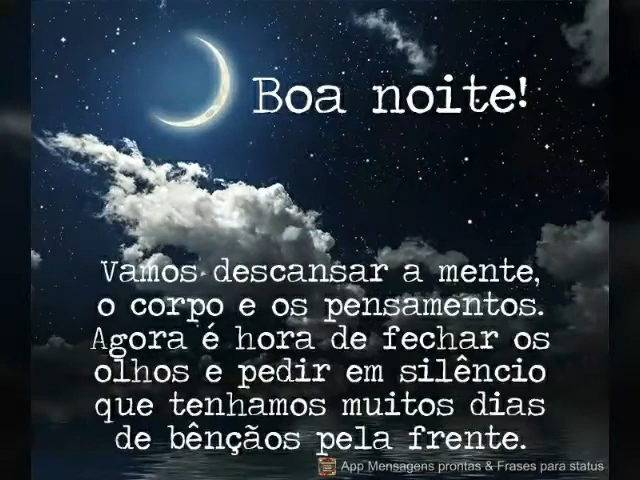 Boa noite!
Vamos descansar a mente,
o corpo e os pensamentos.
Agora é hora de fechar os
olhos e pedir em silêncio
que tenhamos muitos dias
de bênçãos pela frente.
App Mensagens prontas & Frases para status